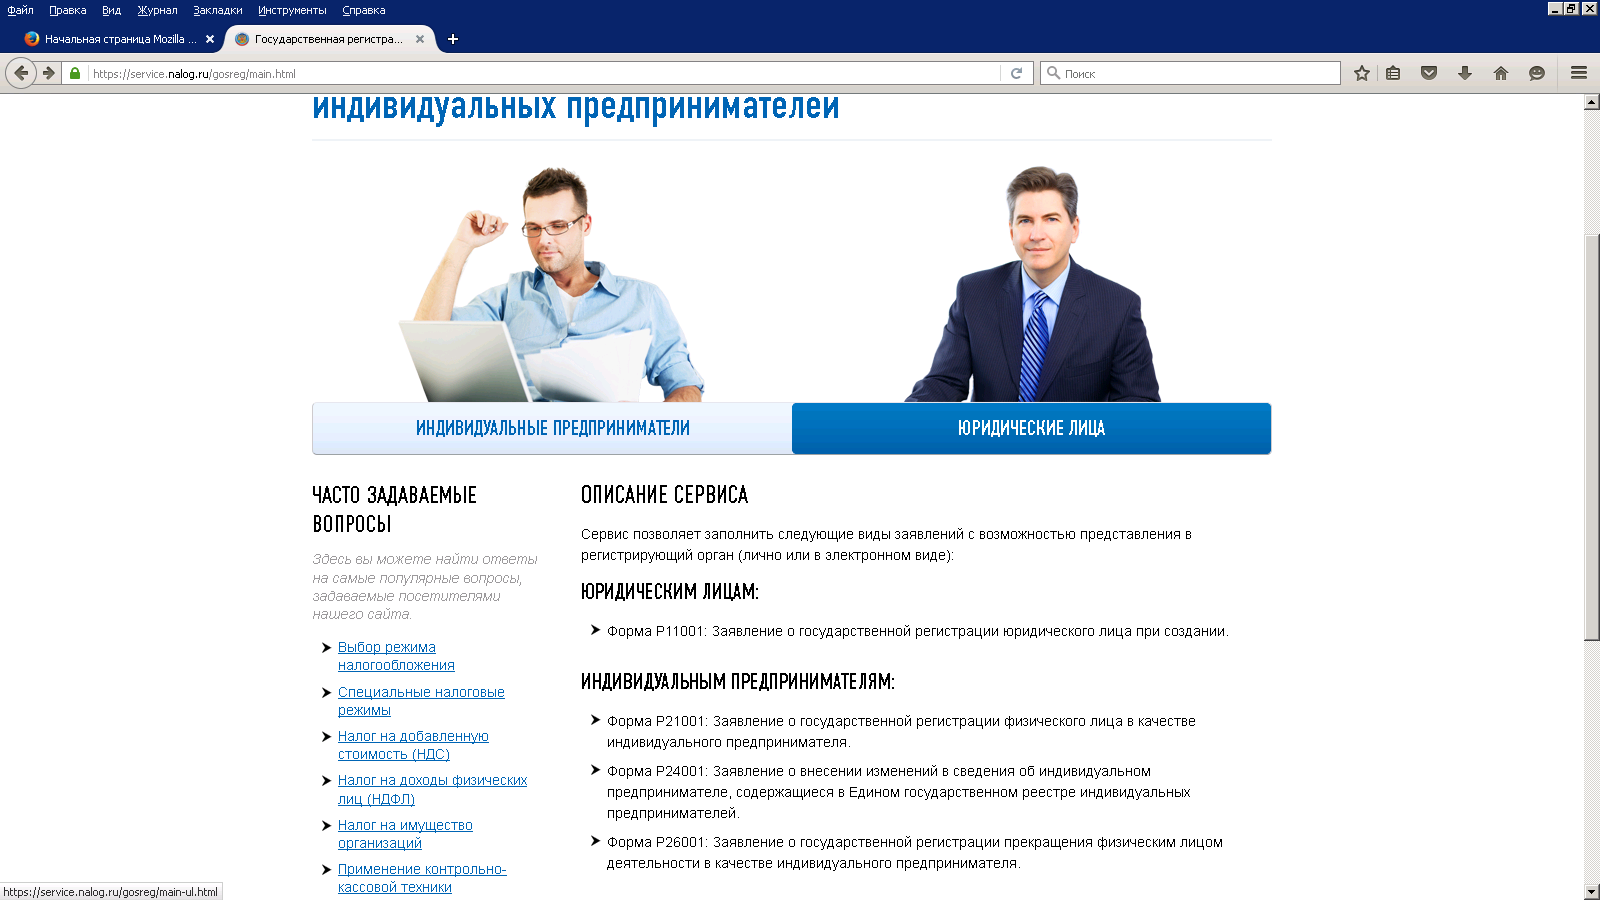 Файл Правка Вид Журнал Закладки Инструменты Справка
Начальная страница Mozilla ...
Государственная регистра...
https://service.nalog.ru/gosreg/main.html
Поиск
индивидуальных предпринимателей
ИНДИВИДУАЛЬНЫЕ ПРЕДПРИНИМАТЕЛИ
ЮРИДИЧЕСКИЕ ЛИЦА
ЧАСТО ЗАДАВАЕМЫЕ
ВОПРОСЫ
Здесь вы можете найти ответы
на самые популярные вопросы,
задаваемые посетителями
нашего сайта.
Выбор режима
налогообложения
Специальные налоговые
режимы
Налог на добавленную
стоимость (НДС)
Налог на доходы физических
лиц (НДФЛ)
Налог на имущество
организаций
Применение контрольно-
кассовой техники
ОПИСАНИЕ СЕРВИСА
Сервис позволяет заполнить следующие виды заявлений с возможностью представления в
регистрирующий орган (лично или в электронном виде):
ЮРИДИЧЕСКИМ ЛИЦАМ:
Форма Р11001: Заявление о государственной регистрации юридического лица при создании.
ИНДИВИДУАЛЬНЫМ ПРЕДПРИНИМАТЕЛЯМ:
Форма Р21001: Заявление о государственной регистрации физического лица в качестве
индивидуального предпринимателя.
Форма Р24001: Заявление о внесении изменений в сведения об индивидуальном
предпринимателе, содержащиеся в Едином государственном реестре индивидуальных
предпринимателей.
Форма Р26001: Заявление о государственной регистрации прекращения физическим лицом
деятельности в качестве индивидуального предпринимателя.
https://service.nalog.ru/gosreg/main-ul.html